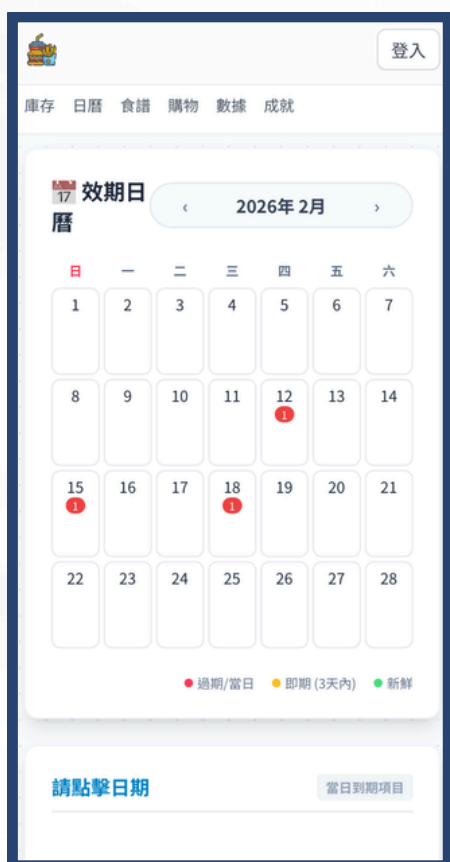 登入
庫存 日曆 食譜 購物 數據 成就
17 效期日
曆
‹ 2026年 2月 ›
日 一 二 三 四 五 六
1 2 3 4 5 6 7
8 9 10 11 12 13 14
1
15 16 17 18 19 20 21
1 1
22 23 24 25 26 27 28
過期/當日 即期 (3天內) 新鮮
請點擊日期 當日到期項目